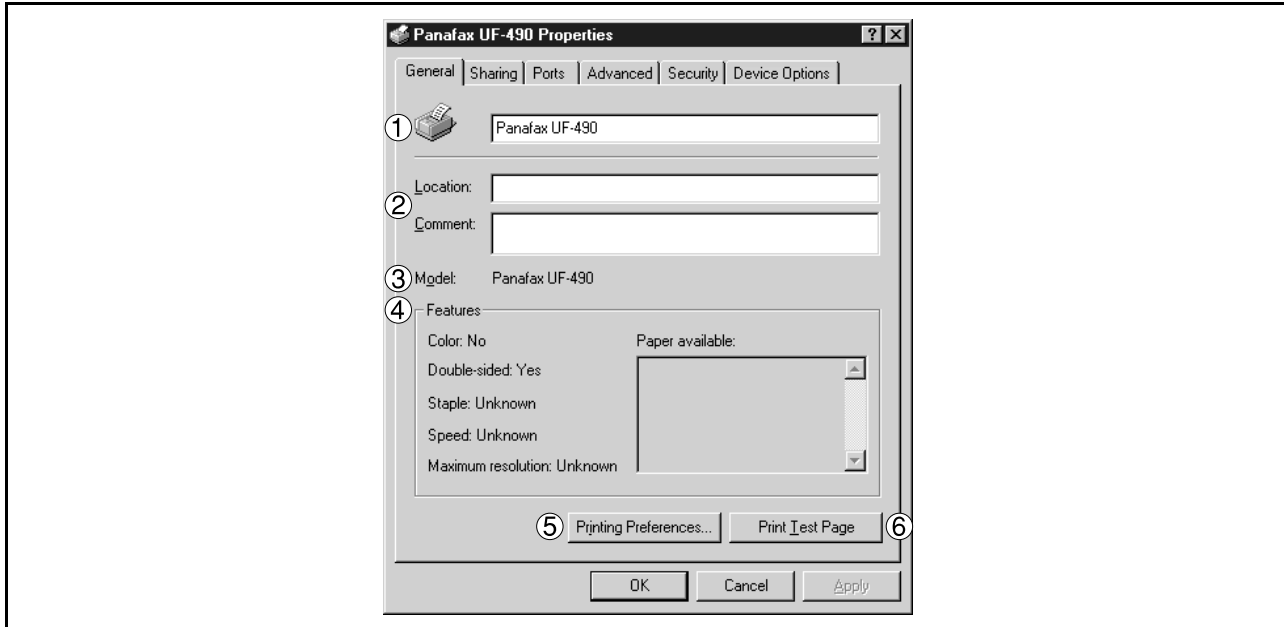 Panafax UF-490 Properties
General Sharing Ports Advanced Security Device Options
① Panafax UF-490
Location:
②
Comment:
③ Model: Panafax UF-490
④ Features
Color: No Paper available:
Double-sided: Yes
Staple: Unknown
Speed: Unknown
Maximum resolution: Unknown
⑤ Printing Preferences... Print Test Page ⑥
OK Cancel Apply